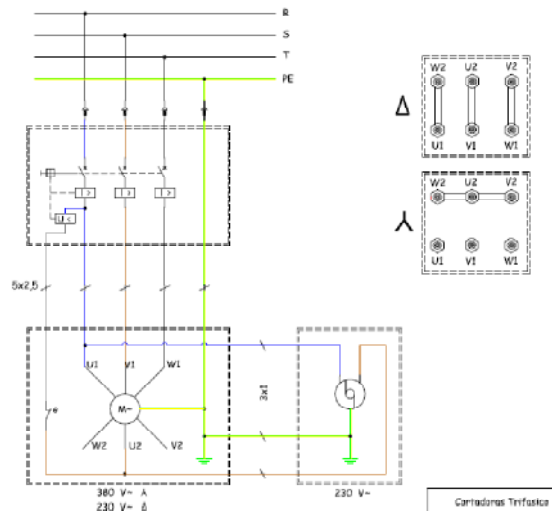 R
S
T
PE
W2 U2 V2
Δ
U1 V1 W1
W2 U2 V2
U1 V1 W1
I> I> I>
U<
5x2,5
U1 V1 W1
3x1
M~
W2 U2 V2
380 V~ ⅄
230 V~ Δ
230 V~
Cortadoras Trifasica